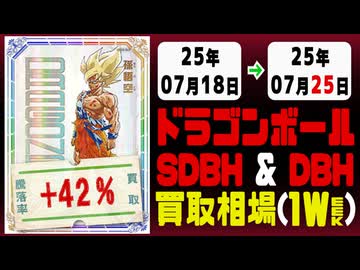 孫悟空
騰落率
+42%
買取
25年
07月18日
25年
07月25日
ドラゴンボール
SDBH & DBH
買取相場(1WEEK)